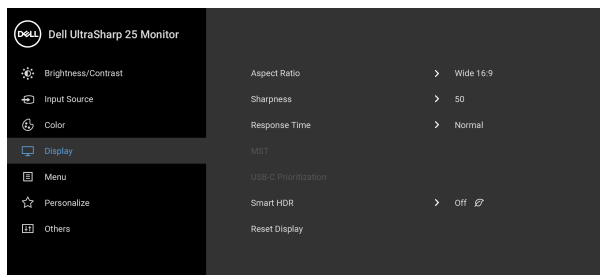 DELL Dell UltraSharp 25 Monitor
Brightness/Contrast
Aspect Ratio Wide 16:9
Input Source
Sharpness 50
Color
Response Time Normal
Display
MST
Menu
USB-C Prioritization
Personalize
Smart HDR Off
Others
Reset Display